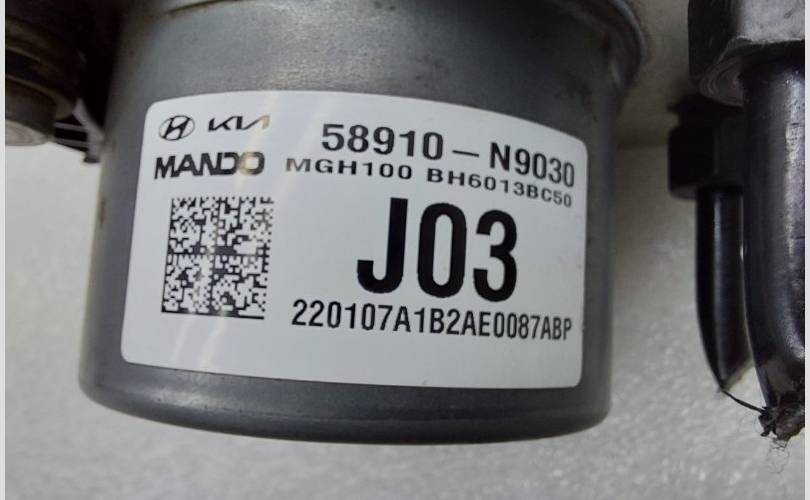 KIA 58910-N9030
MANDO MGH100 BH6013BC50
J03
220107A1B2AE0087ABP